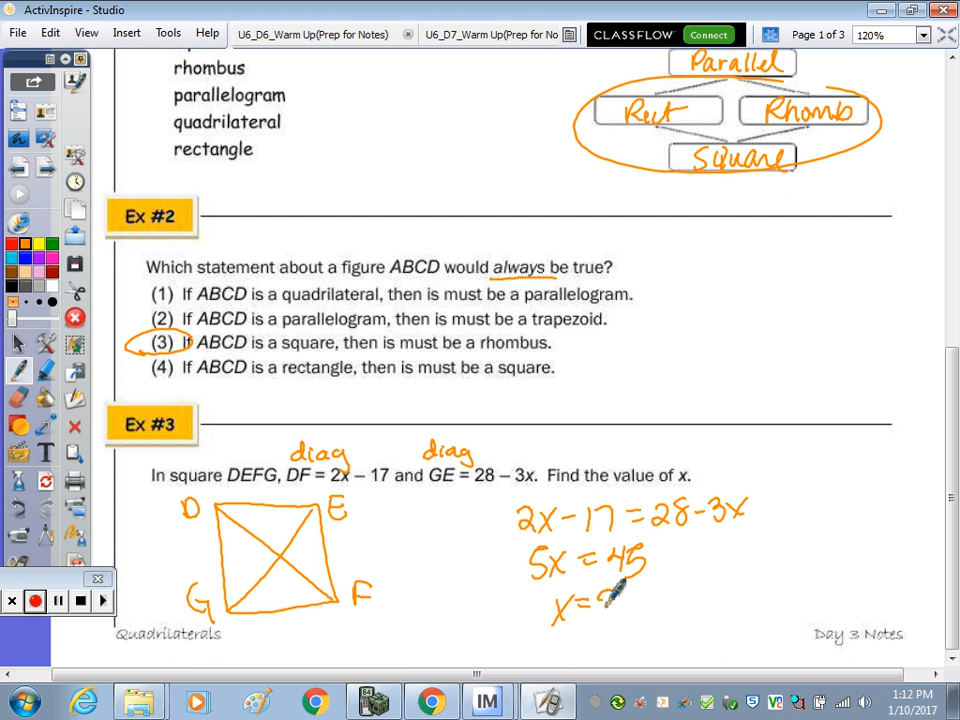 ActivInspire - Studio
File Edit View Insert Tools Help U6_D6_Warm Up(Prep for Notes) U6_D7_Warm Up(Prep for No CLASSFLOW Connect Page 1 of 3 120%
Parallel
rhombus
parallelogram
Rect Rhomb
quadrilateral
rectangle
Square
Ex #2
Which statement about a figure ABCD would always be true?
(1) If ABCD is a quadrilateral, then is must be a parallelogram.
(2) If ABCD is a parallelogram, then is must be a trapezoid.
(3) If ABCD is a square, then is must be a rhombus.
(4) If ABCD is a rectangle, then is must be a square.
Ex #3
diag diag
In square DEFG, DF = 2x – 17 and GE = 28 – 3x. Find the value of x.
D E
2x - 17 = 28 - 3x
5x = 45
G F
x =
Quadrilaterals Day 3 Notes
84
IM
1:12 PM
1/10/2017